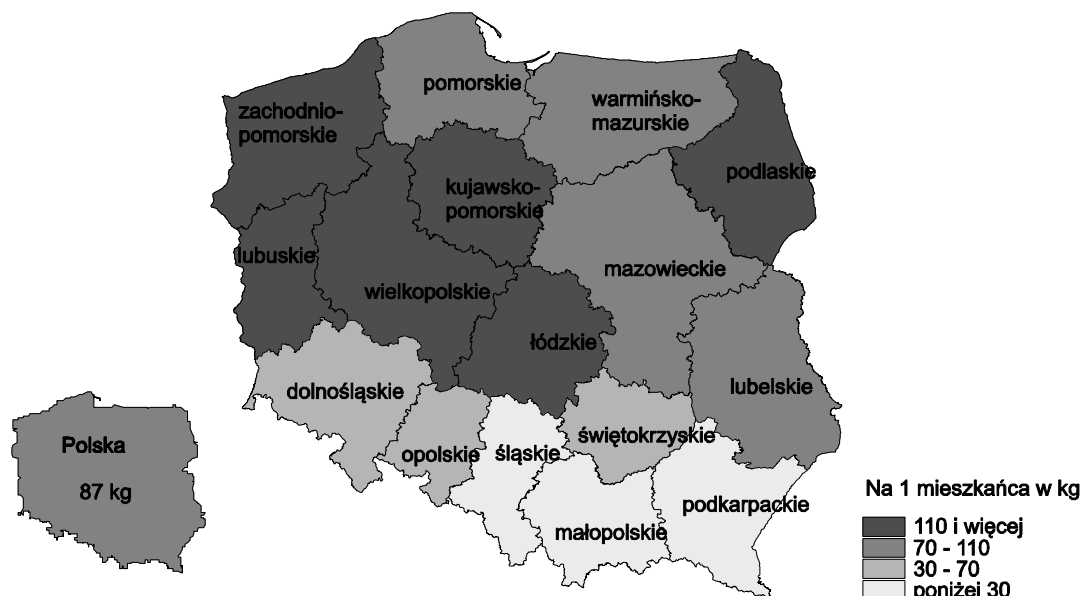 pomorskie
zachodnio-
pomorskie
warmińsko-
mazurskie
podlaskie
kujawsko-
pomorskie
lubuskie
mazowieckie
wielkopolskie
łódzkie
dolnośląskie
lubelskie
Polska
87 kg
opolskie
śląskie
świętokrzyskie
małopolskie
podkarpackie
Na 1 mieszkańca w kg
110 i więcej
70 - 110
30 - 70
poniżej 30